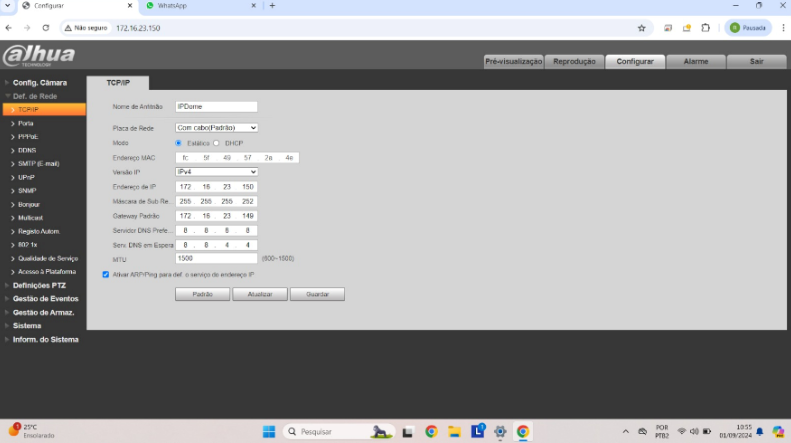 Configurar
WhatsApp
Não seguro
172.16.23.150
Pausada
alhua
TECHNOLOGY
Pré-visualização
Reprodução
Configurar
Alarme
Sair
Config. Câmara
Def. de Rede
TCP/IP
Porta
PPPoE
DDNS
SMTP (E-mail)
UPnP
SNMP
Bonjour
Multicast
Registo Autom.
802.1x
Qualidade de Serviço
Acesso à Plataforma
Definições PTZ
Gestão de Eventos
Gestão de Armaz.
Sistema
Inform. do Sistema
TCP/IP
Nome de Anfitrião IPDome
Placa de Rede Com cabo(Padrão)
Modo Estático DHCP
Endereço MAC fc 5f 49 57 2a 4e
Versão IP IPv4
Endereço de IP 172 . 16 . 23 . 150
Máscara de Sub Re... 255 . 255 . 255 . 252
Gateway Padrão 172 . 16 . 23 . 149
Servidor DNS Prefe... 8 . 8 . 8 . 8
Serv. DNS em Espera 8 . 8 . 4 . 4
MTU 1500 (600~1500)
Ativar ARP/Ping para def. o serviço do endereço IP
Padrão Atualizar Guardar
25°C
Ensolarado
Pesquisar
POR
PTB2
10:55
01/09/2024